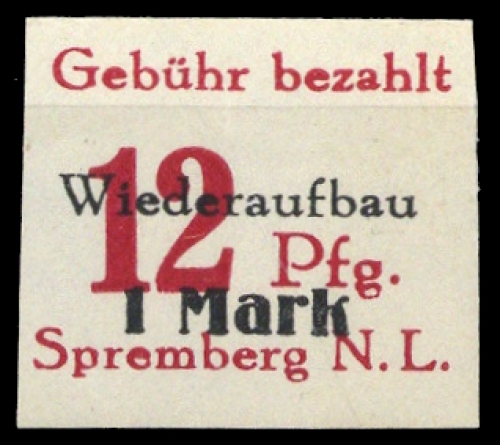 Gebühr bezahlt
12
Wiederaufbau
Pfg.
1 Mark
Spremberg N. L.